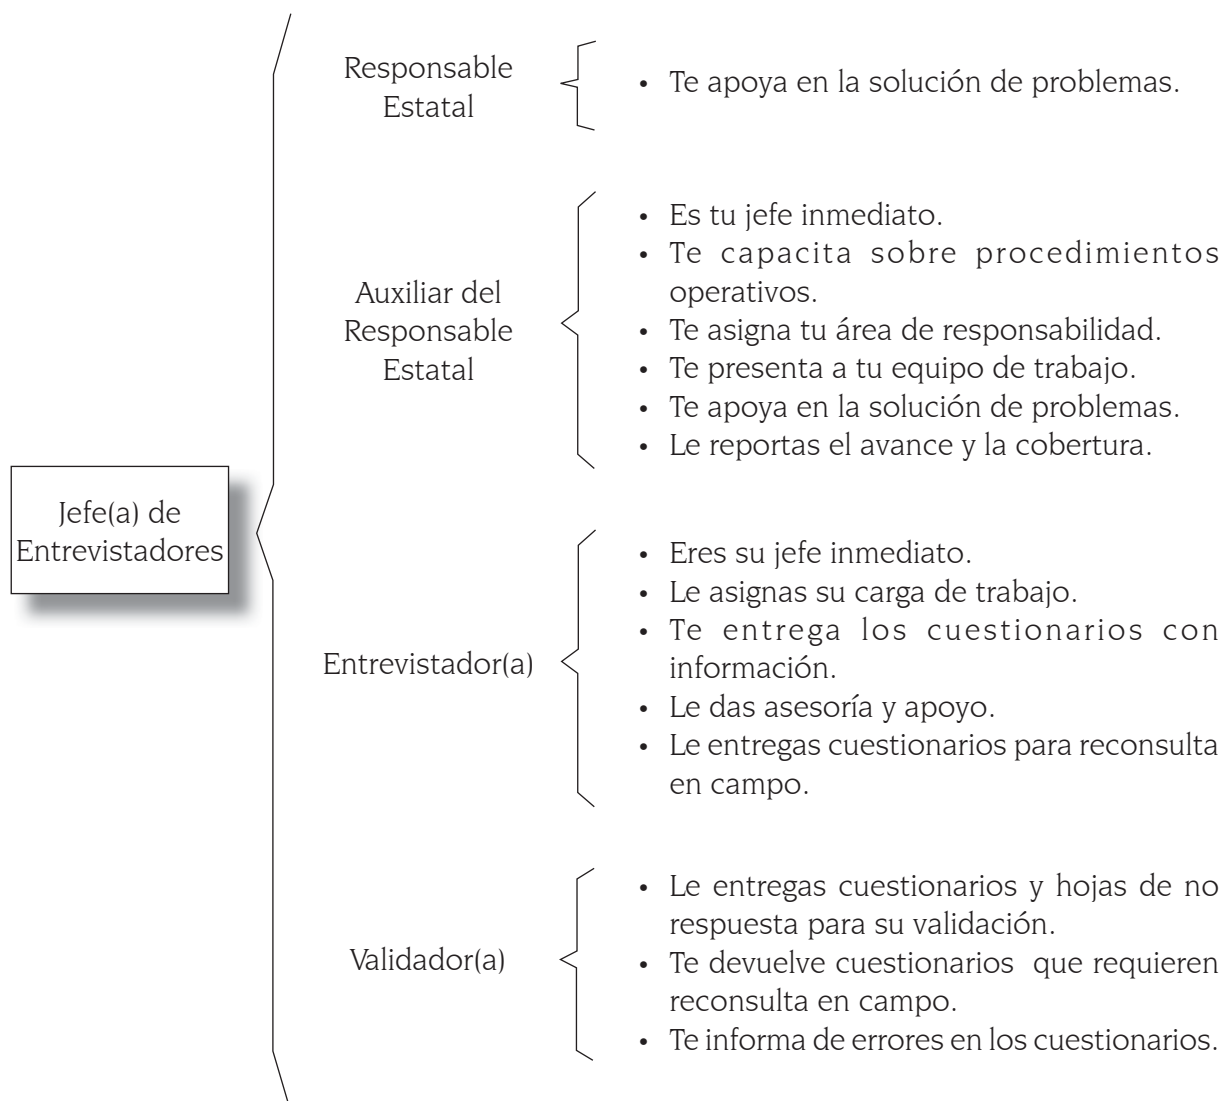 Responsable
Estatal
• Te apoya en la solución de problemas.
Auxiliar del
Responsable
Estatal
• Es tu jefe inmediato.
• Te capacita sobre procedimientos
operativos.
• Te asigna tu área de responsabilidad.
• Te presenta a tu equipo de trabajo.
• Te apoya en la solución de problemas.
• Le reportas el avance y la cobertura.
Jefe(a) de
Entrevistadores
Entrevistador(a)
• Eres su jefe inmediato.
• Le asignas su carga de trabajo.
• Te entrega los cuestionarios con
información.
• Le das asesoría y apoyo.
• Le entregas cuestionarios para reconsulta
en campo.
Validador(a)
• Le entregas cuestionarios y hojas de no
respuesta para su validación.
• Te devuelve cuestionarios que requieren
reconsulta en campo.
• Te informa de errores en los cuestionarios.